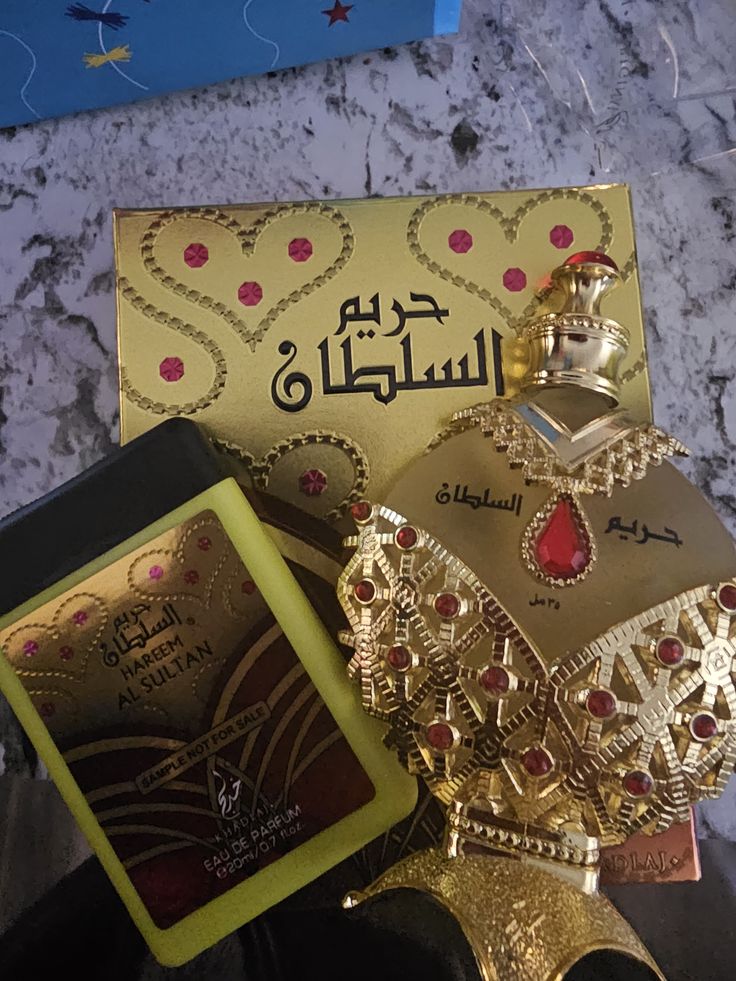 حريم
السلطان
حريم
السلطان
HAREEM
AL SULTAN
SAMPLE NOT FOR SALE
KHADLAJ
EAU DE PARFUM
20ml/0.7 fl.oz.
حريم السلطان
٣٥ مل